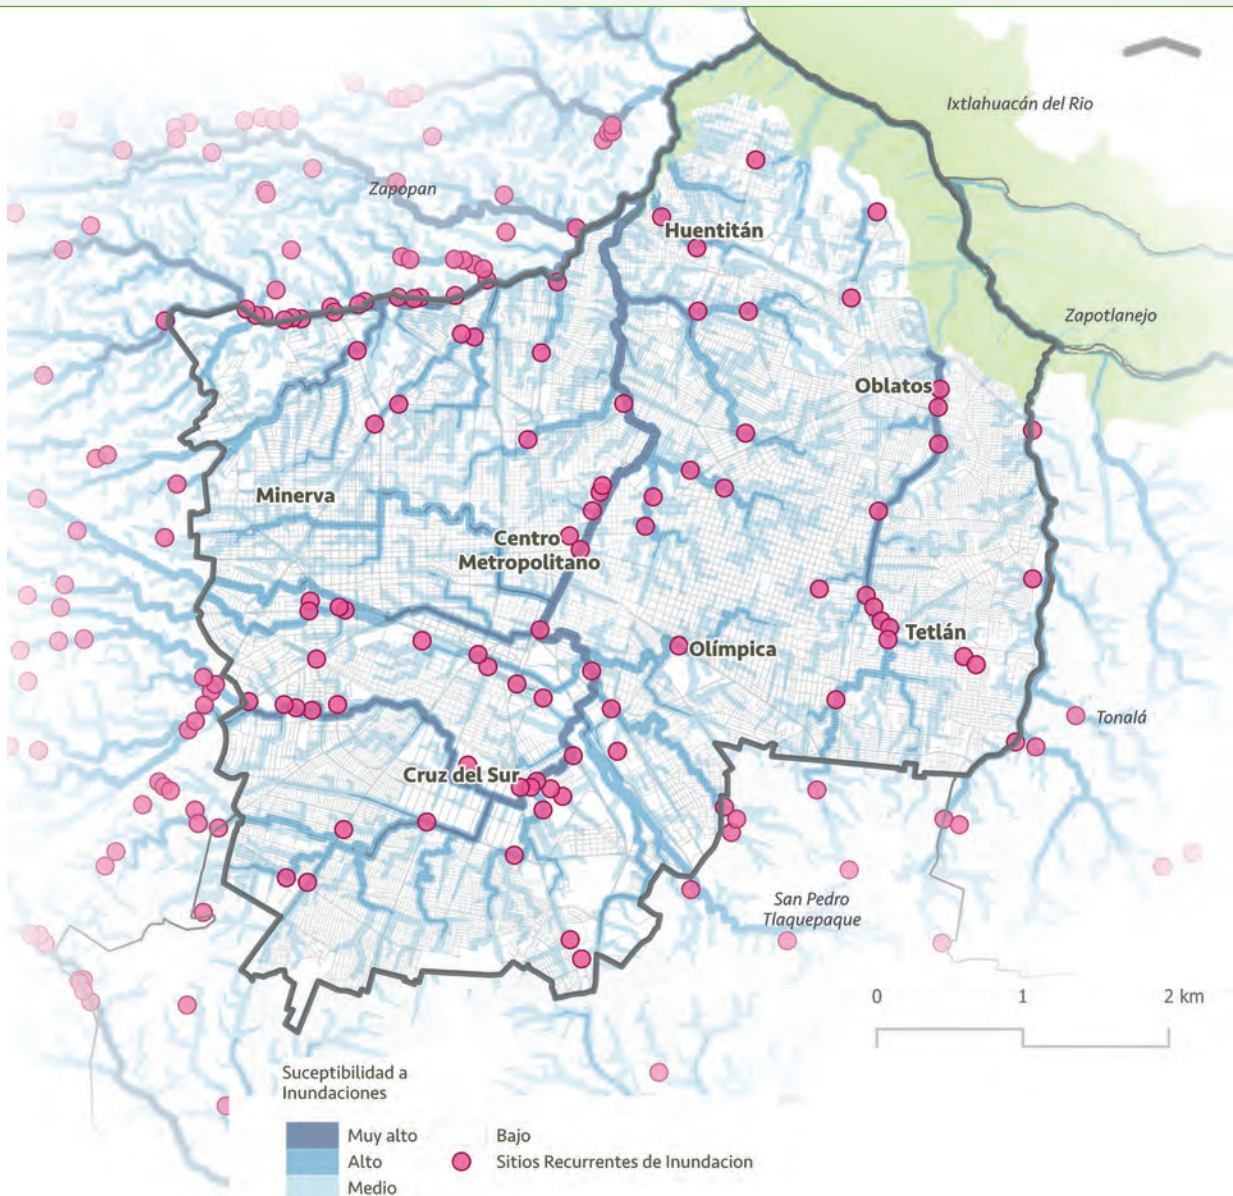 Ixtlahuacán del Rio
Zapopan
Huentitán
Zapotlanejo
Oblatos
Minerva
Centro
Metropolitano
Olímpica
Tetlán
Tonalá
Cruz del Sur
San Pedro
Tlaquepaque
0 1 2 km
Suceptibilidad a
Inundaciones
Muy alto
Alto
Medio
Bajo
Sitios Recurrentes de Inundacion